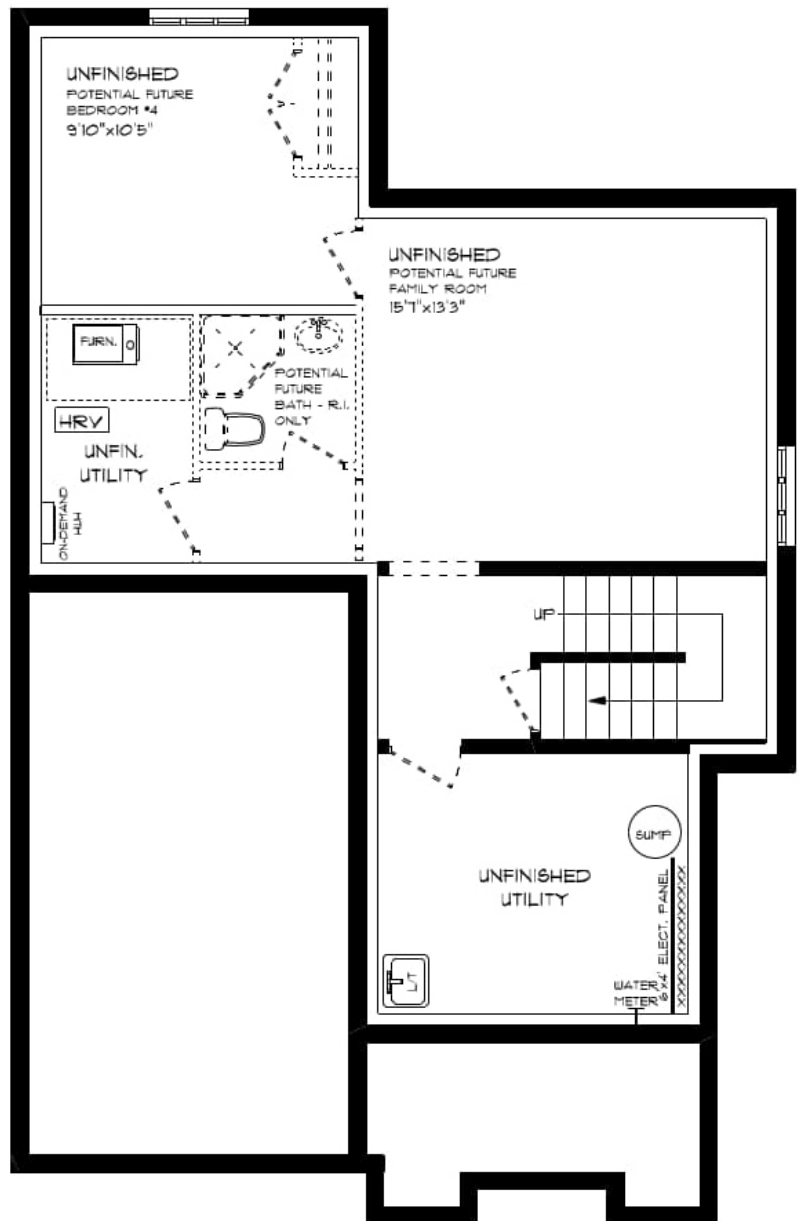 UNFINISHED
POTENTIAL FUTURE
BEDROOM #4
9'10"x10'5"
UNFINISHED
POTENTIAL FUTURE
FAMILY ROOM
15'7"x13'3"
FURN.
POTENTIAL
FUTURE
BATH - R.I.
ONLY
HRV
UNFIN.
UTILITY
ON-DEMAND
HWH
UP
SUMP
UNFINISHED
UTILITY
6'x4' ELECT. PANEL
L/T
WATER
METER